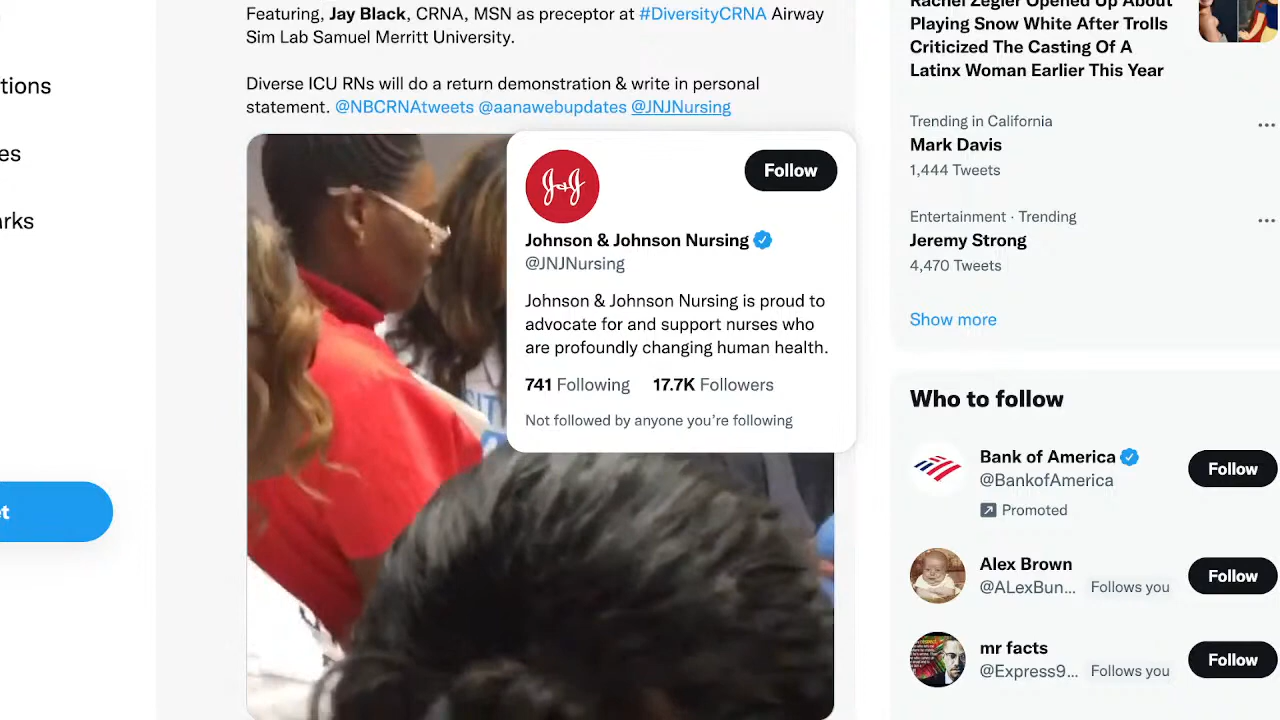 Featuring, Jay Black, CRNA, MSN as preceptor at #DiversityCRNA Airway
Sim Lab Samuel Merritt University.
Diverse ICU RNs will do a return demonstration & write in personal
statement. @NBCRNAtweets @aanawebupdates @JNJNursing
J&J
Follow
Johnson & Johnson Nursing
@JNJNursing
Johnson & Johnson Nursing is proud to
advocate for and support nurses who
are profoundly changing human health.
741 Following 17.7K Followers
Not followed by anyone you're following
tions
es
rks
t
Rachel Zegler Opened Up About
Playing Snow White After Trolls
Criticized The Casting Of A
Latinx Woman Earlier This Year
Trending in California
Mark Davis
1,444 Tweets
Entertainment · Trending
Jeremy Strong
4,470 Tweets
Show more
Who to follow
Bank of America
@BankofAmerica
Follow
Promoted
Alex Brown
@ALexBun... Follows you
Follow
mr facts
@Express9... Follows you
Follow